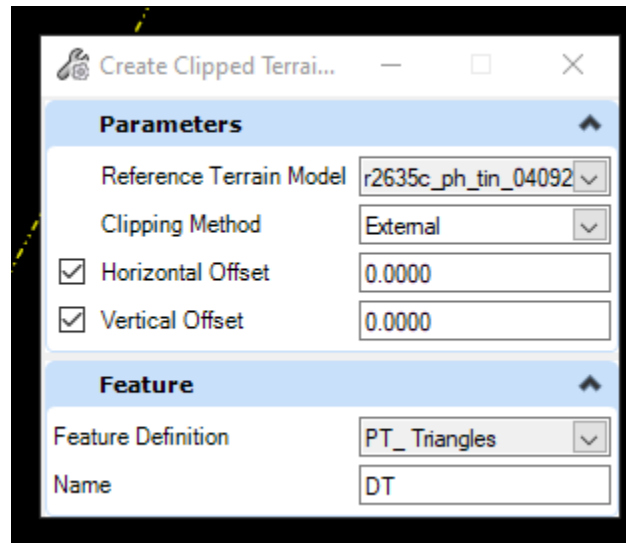 Create Clipped Terrai...
Parameters
Reference Terrain Model r2635c_ph_tin_04092
Clipping Method External
Horizontal Offset 0.0000
Vertical Offset 0.0000
Feature
Feature Definition PT_ Triangles
Name DT